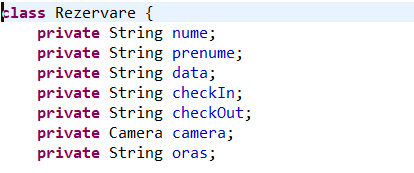 class Rezervare {
    private String nume;
    private String prenume;
    private String data;
    private String checkIn;
    private String checkOut;
    private Camera camera;
    private String oras;